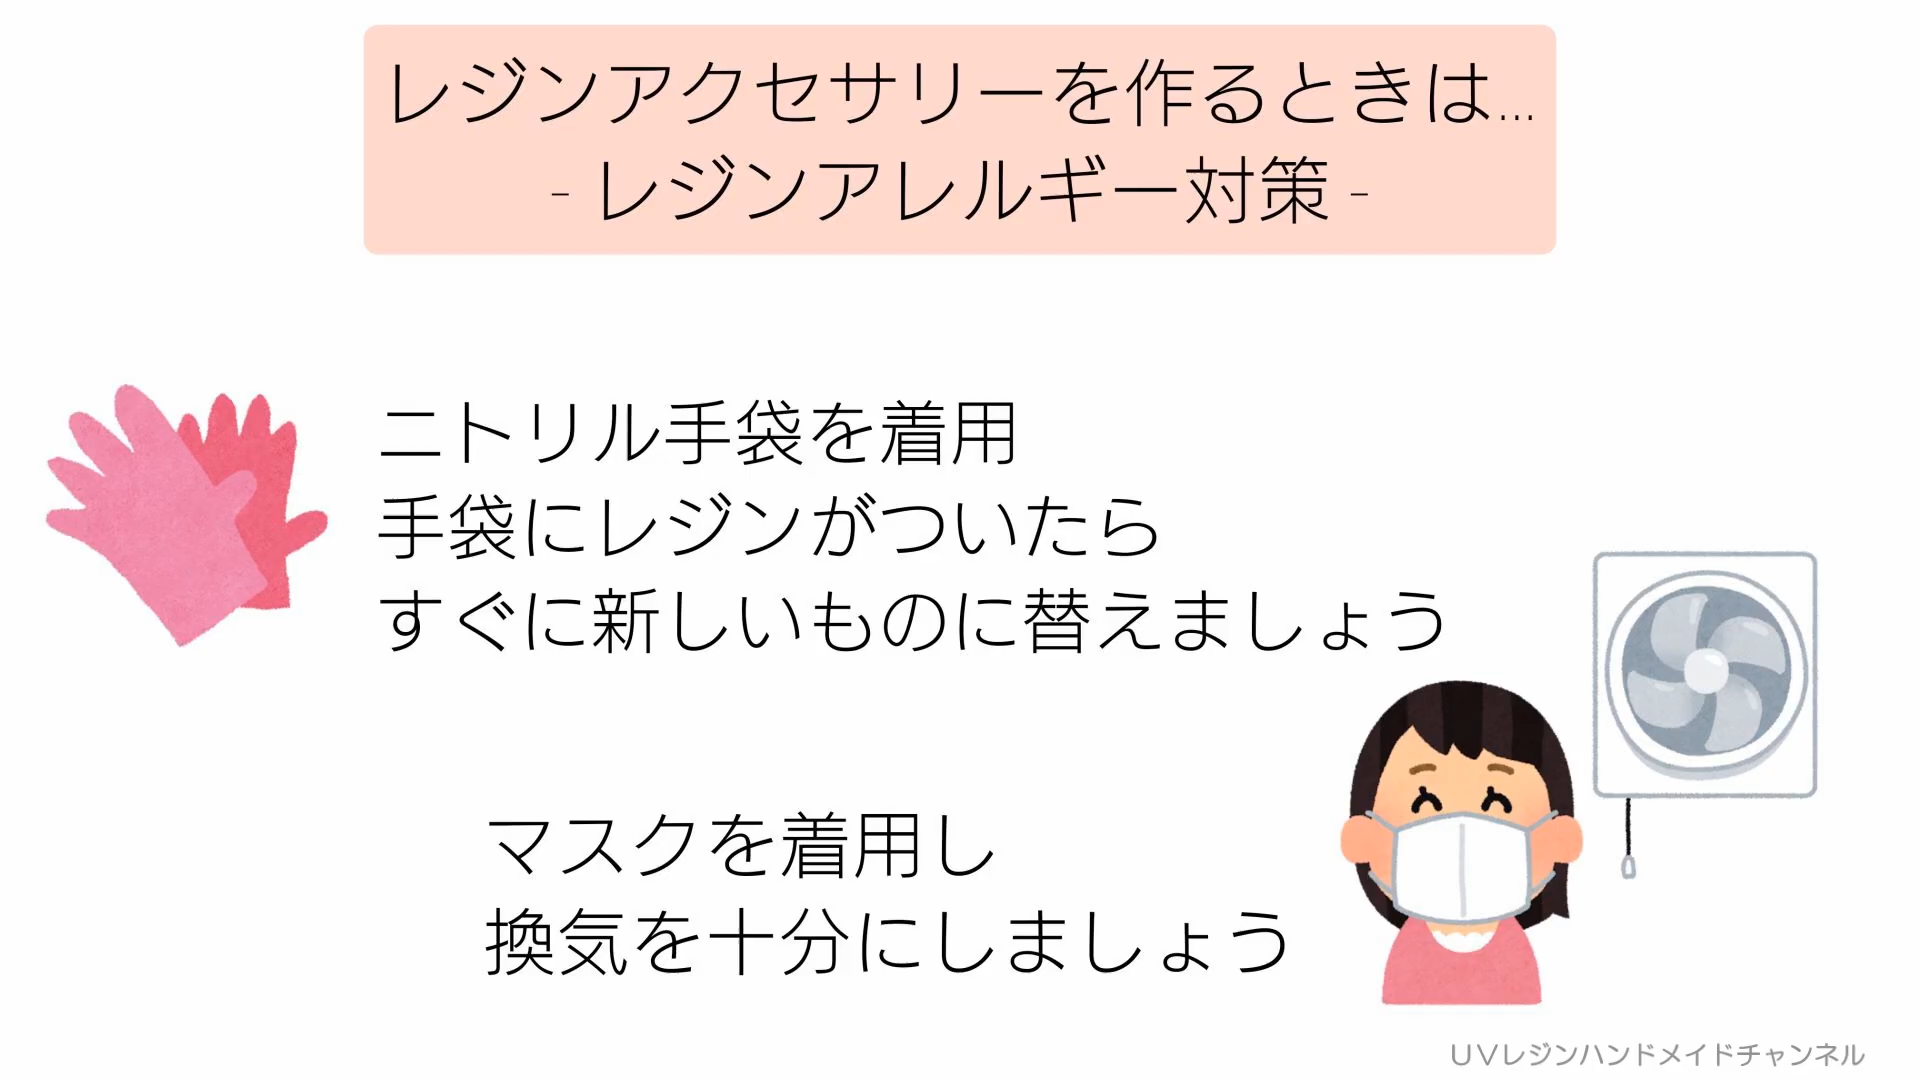 レジンアクセサリーを作るときは...
- レジンアレルギー対策 -
ニトリル手袋を着用
手袋にレジンがついたら
すぐに新しいものに替えましょう
マスクを着用し
換気を十分にしましょう
UVレジンハンドメイドチャンネル